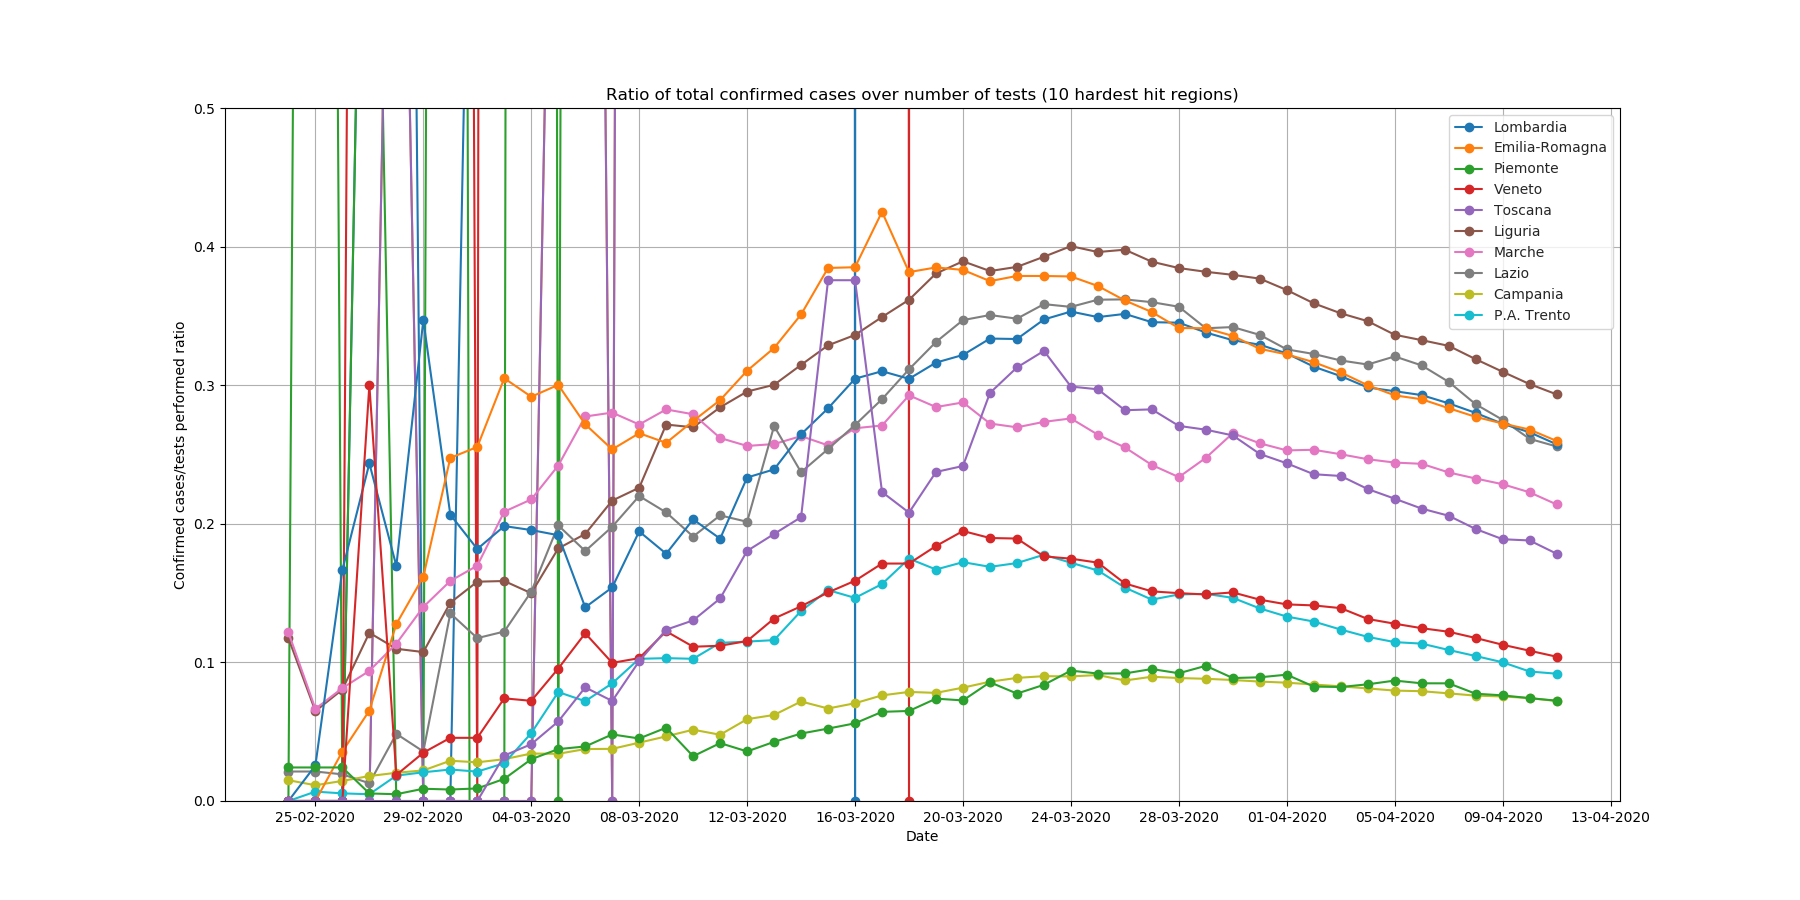 Ratio of total confirmed cases over number of tests (10 hardest hit regions)
Confirmed cases/tests performed ratio
0.5
0.4
0.3
0.2
0.1
0.0
Lombardia
Emilia-Romagna
Piemonte
Veneto
Toscana
Liguria
Marche
Lazio
Campania
P.A. Trento
25-02-2020 29-02-2020 04-03-2020 08-03-2020 12-03-2020 16-03-2020 20-03-2020 24-03-2020 28-03-2020 01-04-2020 05-04-2020 09-04-2020 13-04-2020
Date